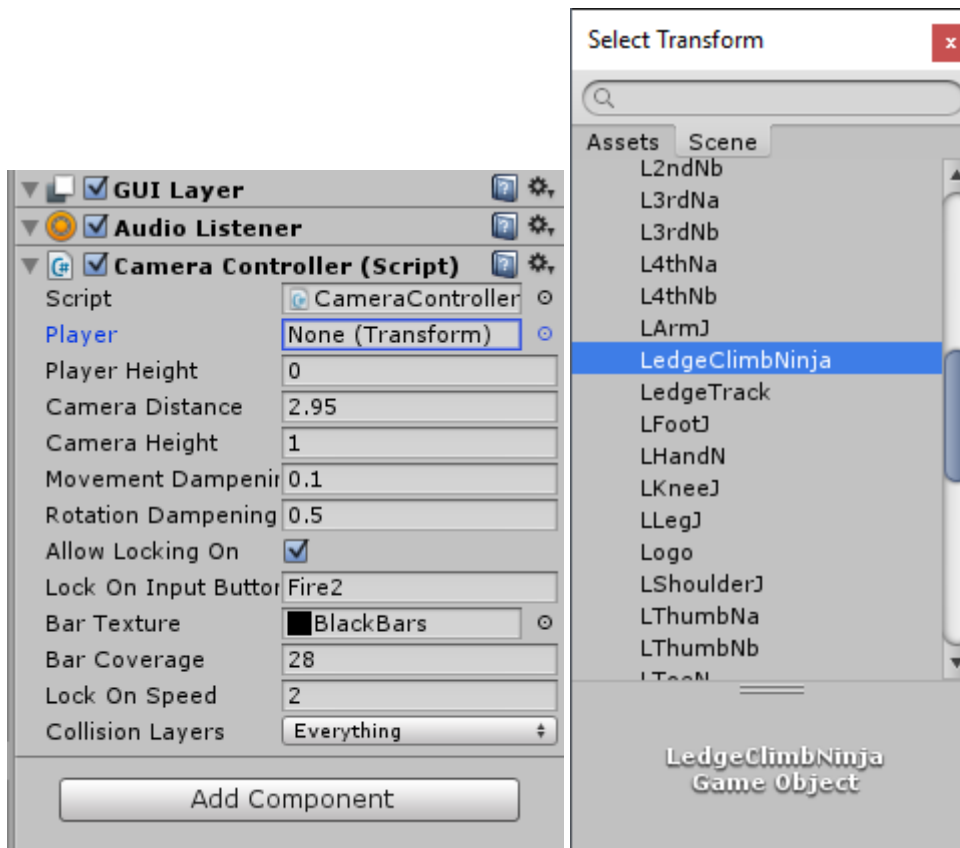 GUI Layer
Audio Listener
Camera Controller (Script)
Script CameraController
Player None (Transform)
Player Height 0
Camera Distance 2.95
Camera Height 1
Movement Dampenin 0.1
Rotation Dampening 0.5
Allow Locking On
Lock On Input Button Fire2
Bar Texture BlackBars
Bar Coverage 28
Lock On Speed 2
Collision Layers Everything
Add Component
Select Transform
Assets Scene
L2ndNb
L3rdNa
L3rdNb
L4thNa
L4thNb
LArmJ
LedgeClimbNinja
LedgeTrack
LFootJ
LHandN
LKneeJ
LLegJ
Logo
LShoulderJ
LThumbNa
LThumbNb
LToeN
LedgeClimbNinja
Game Object